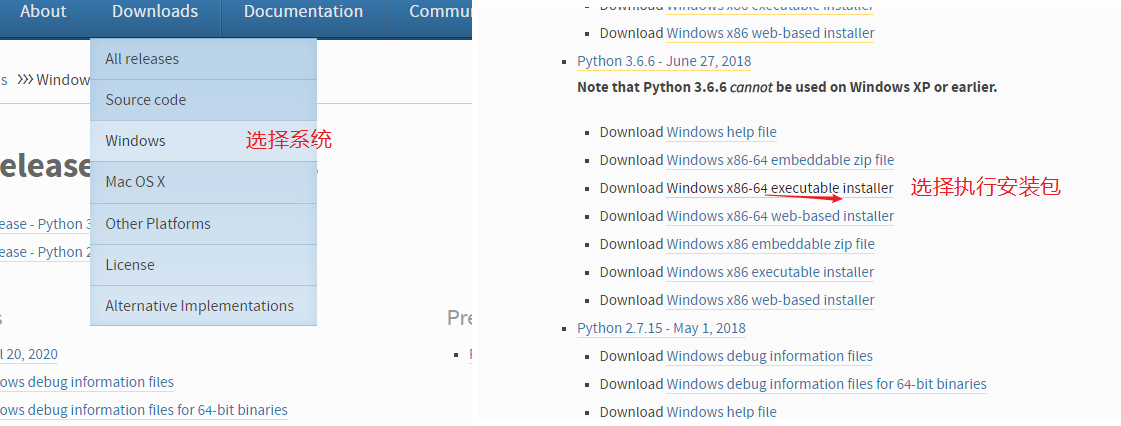 About Downloads Documentation Commu
All releases
s >>> Window
Source code
Windows 选择系统
elease
Mac OS X
ease - Python 3
Other Platforms
ease - Python 2
License
Alternative Implementations
s
Pre
l 20, 2020
ows debug information files
ows debug information files for 64-bit binaries
Download Windows x86 executable installer
Download Windows x86 web-based installer
Python 3.6.6 - June 27, 2018
Note that Python 3.6.6 cannot be used on Windows XP or earlier.
Download Windows help file
Download Windows x86-64 embeddable zip file
Download Windows x86-64 executable installer 选择执行安装包
Download Windows x86-64 web-based installer
Download Windows x86 embeddable zip file
Download Windows x86 executable installer
Download Windows x86 web-based installer
Python 2.7.15 - May 1, 2018
Download Windows debug information files
Download Windows debug information files for 64-bit binaries
Download Windows help file